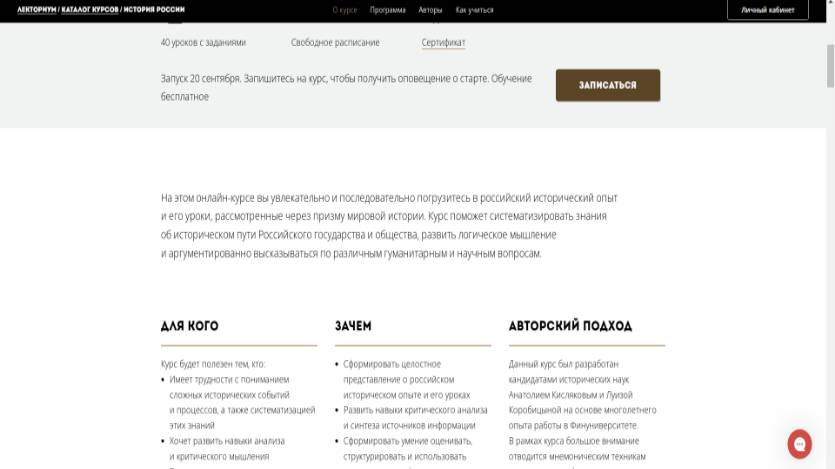 ЛЕКТОРИУМ / КАТАЛОГ КУРСОВ / ИСТОРИЯ РОССИИ
О курсе Программа Авторы Как учиться
Личный кабинет
40 уроков с заданиями Свободное расписание Сертификат
Запуск 20 сентября. Запишитесь на курс, чтобы получить оповещение о старте. Обучение
бесплатное
ЗАПИСАТЬСЯ
На этом онлайн-курсе вы увлекательно и последовательно погрузитесь в российский исторический опыт
и его уроки, рассмотренные через призму мировой истории. Курс поможет систематизировать знания
об историческом пути Российского государства и общества, развить логическое мышление
и аргументированно высказываться по различным гуманитарным и научным вопросам.
ДЛЯ КОГО
Курс будет полезен тем, кто:
• Имеет трудности с пониманием
сложных исторических событий
и процессов, а также систематизацией
этих знаний
• Хочет развить навыки анализа
и критического мышления
ЗАЧЕМ
• Сформировать целостное
представление о российском
историческом опыте и его уроках
• Развить навыки критического анализа
и синтеза источников информации
• Сформировать умение оценивать,
структурировать и использовать
АВТОРСКИЙ ПОДХОД
Данный курс был разработан
кандидатами исторических наук
Анатолием Кисляковым и Луизой
Коробицыной на основе многолетнего
опыта работы в Финуниверситете.
В рамках курса большое внимание
отводится мнемоническим техникам